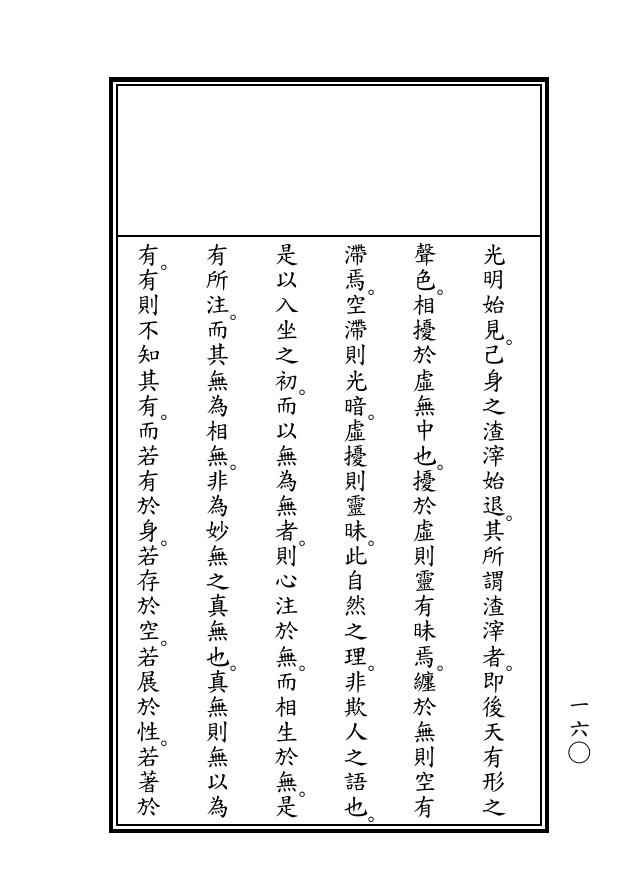 光明始見。己身之渣滓始退。其所謂渣滓者。即後天有形之
聲色。相擾於虛無中也。擾於虛則靈有昧焉。纏於無則空有
滯焉。空滯則光暗。虛擾則靈昧。此自然之理。非欺人之語也。
是以入坐之初。而以無為無者。則心注於無。而相生於無。是
有所注。而其無為相無。非為妙無之真無也。真無則無以為
有。有則不知其有。而若有於身。若存於空。若展於性。若著於
一六〇